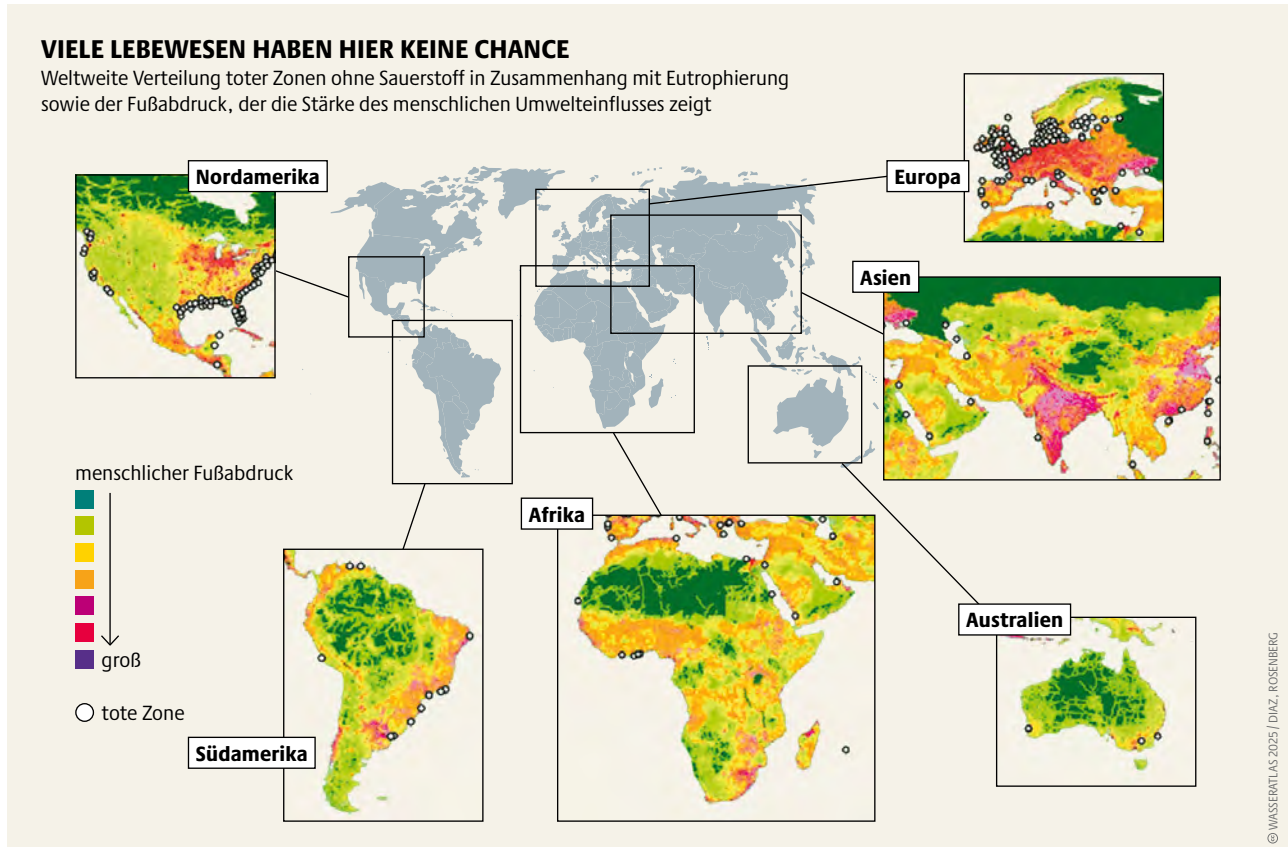 VIELE LEBEWESEN HABEN HIER KEINE CHANCE
Weltweite Verteilung toter Zonen ohne Sauerstoff in Zusammenhang mit Eutrophierung
sowie der Fußabdruck, der die Stärke des menschlichen Umwelteinflusses zeigt
Nordamerika
Europa
Asien
menschlicher Fußabdruck
groß
tote Zone
Afrika
Australien
Südamerika
© WASSERATLAS 2025 / DIAZ, ROSENBERG